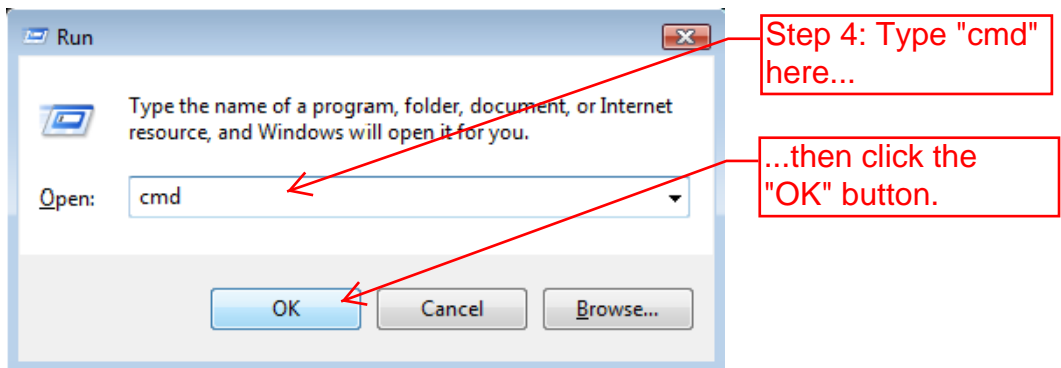 Run
Step 4: Type "cmd"
here...
Type the name of a program, folder, document, or Internet
resource, and Windows will open it for you.
...then click the
"OK" button.
Open:
cmd
OK
Cancel
Browse...